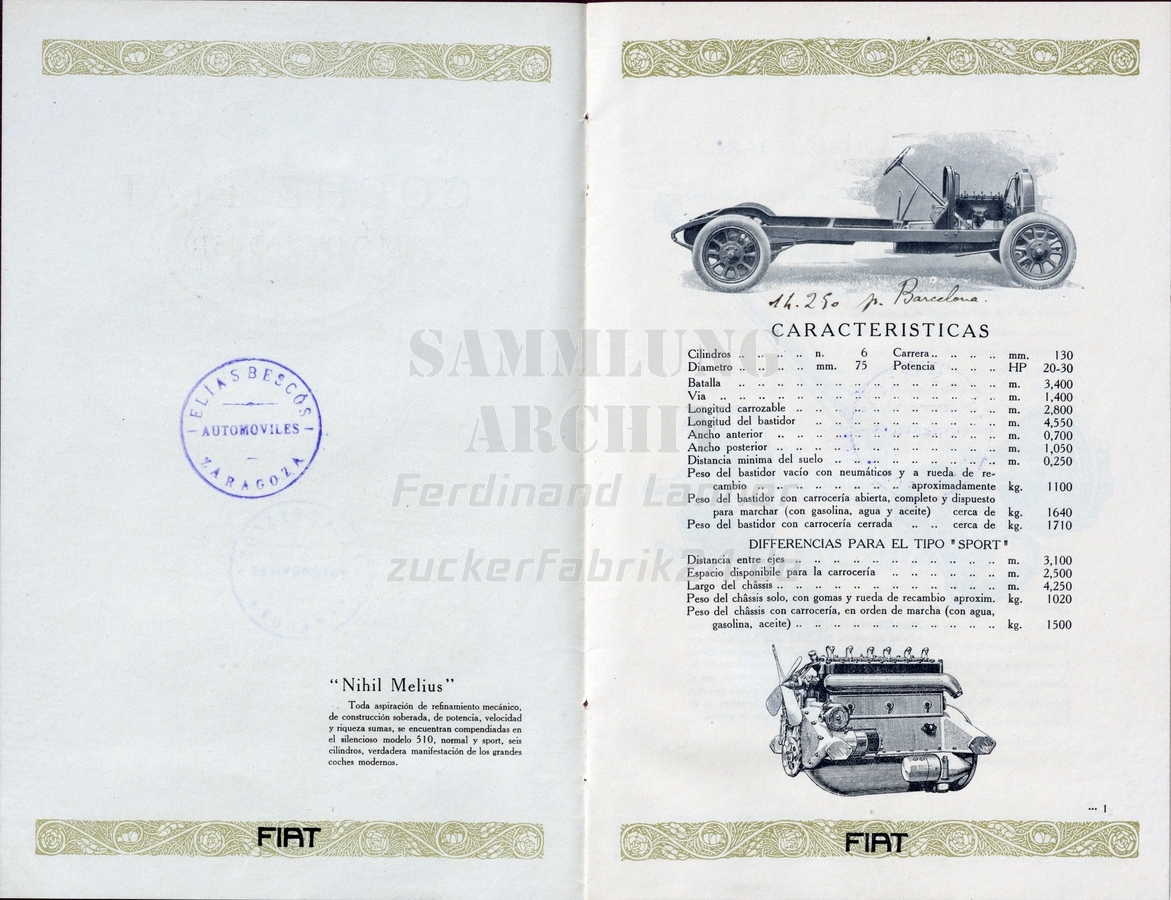 ELIAS BESCÓS
AUTOMOVILES
ZARAGOZA
"Nihil Melius"
Toda aspiración de refinamiento mecánico,
de construcción soberada, de potencia, velocidad
y riqueza sumas, se encuentran compendiadas en
el silencioso modelo 510, normal y sport, seis
cilindros, verdadera manifestación de los grandes
coches modernos.
FIAT
14.250 p. Barcelona.
CARACTERISTICAS
Cilindros .. .. .. .. n. 6 Carrera .. .. .. .. mm. 130
Diametro .. .. .. .. mm. 75 Potencia .. .. .. HP 20-30
Batalla .. .. .. .. .. .. .. .. .. .. .. .. .. m. 3,400
Via .. .. .. .. .. .. .. .. .. .. .. .. .. .. m. 1,400
Longitud carrozable .. .. .. .. .. .. .. .. .. .. m. 2,800
Longitud del bastidor .. .. .. .. .. .. .. .. .. m. 4,550
Ancho anterior .. .. .. .. .. .. .. .. .. .. .. m. 0,700
Ancho posterior .. .. .. .. .. .. .. .. .. .. .. m. 1,050
Distancia minima del suelo .. .. .. .. .. .. .. .. m. 0,250
Peso del bastidor vacío con neumáticos y a rueda de re-
cambio .. .. .. .. .. .. .. .. aproximadamente kg. 1100
Peso del bastidor con carrocería abierta, completo y dispuesto
para marchar (con gasolina, agua y aceite) cerca de kg. 1640
Peso del bastidor con carrocería cerrada .. .. cerca de kg. 1710
DIFFERENCIAS PARA EL TIPO "SPORT"
Distancia entre ejes .. .. .. .. .. .. .. .. .. .. m. 3,100
Espacio disponibile para la carrocería .. .. .. .. .. m. 2,500
Largo del châssis .. .. .. .. .. .. .. .. .. .. .. m. 4,250
Peso del châssis solo, con gomas y rueda de recambio aproxim. kg. 1020
Peso del châssis con carrocería, en orden de marcha (con agua,
gasolina, aceite) .. .. .. .. .. .. .. .. .. .. kg. 1500
... 1
FIAT
SAMMLUNG
ARCHIV
Ferdinand Lanner
zuckerfabrik24.de